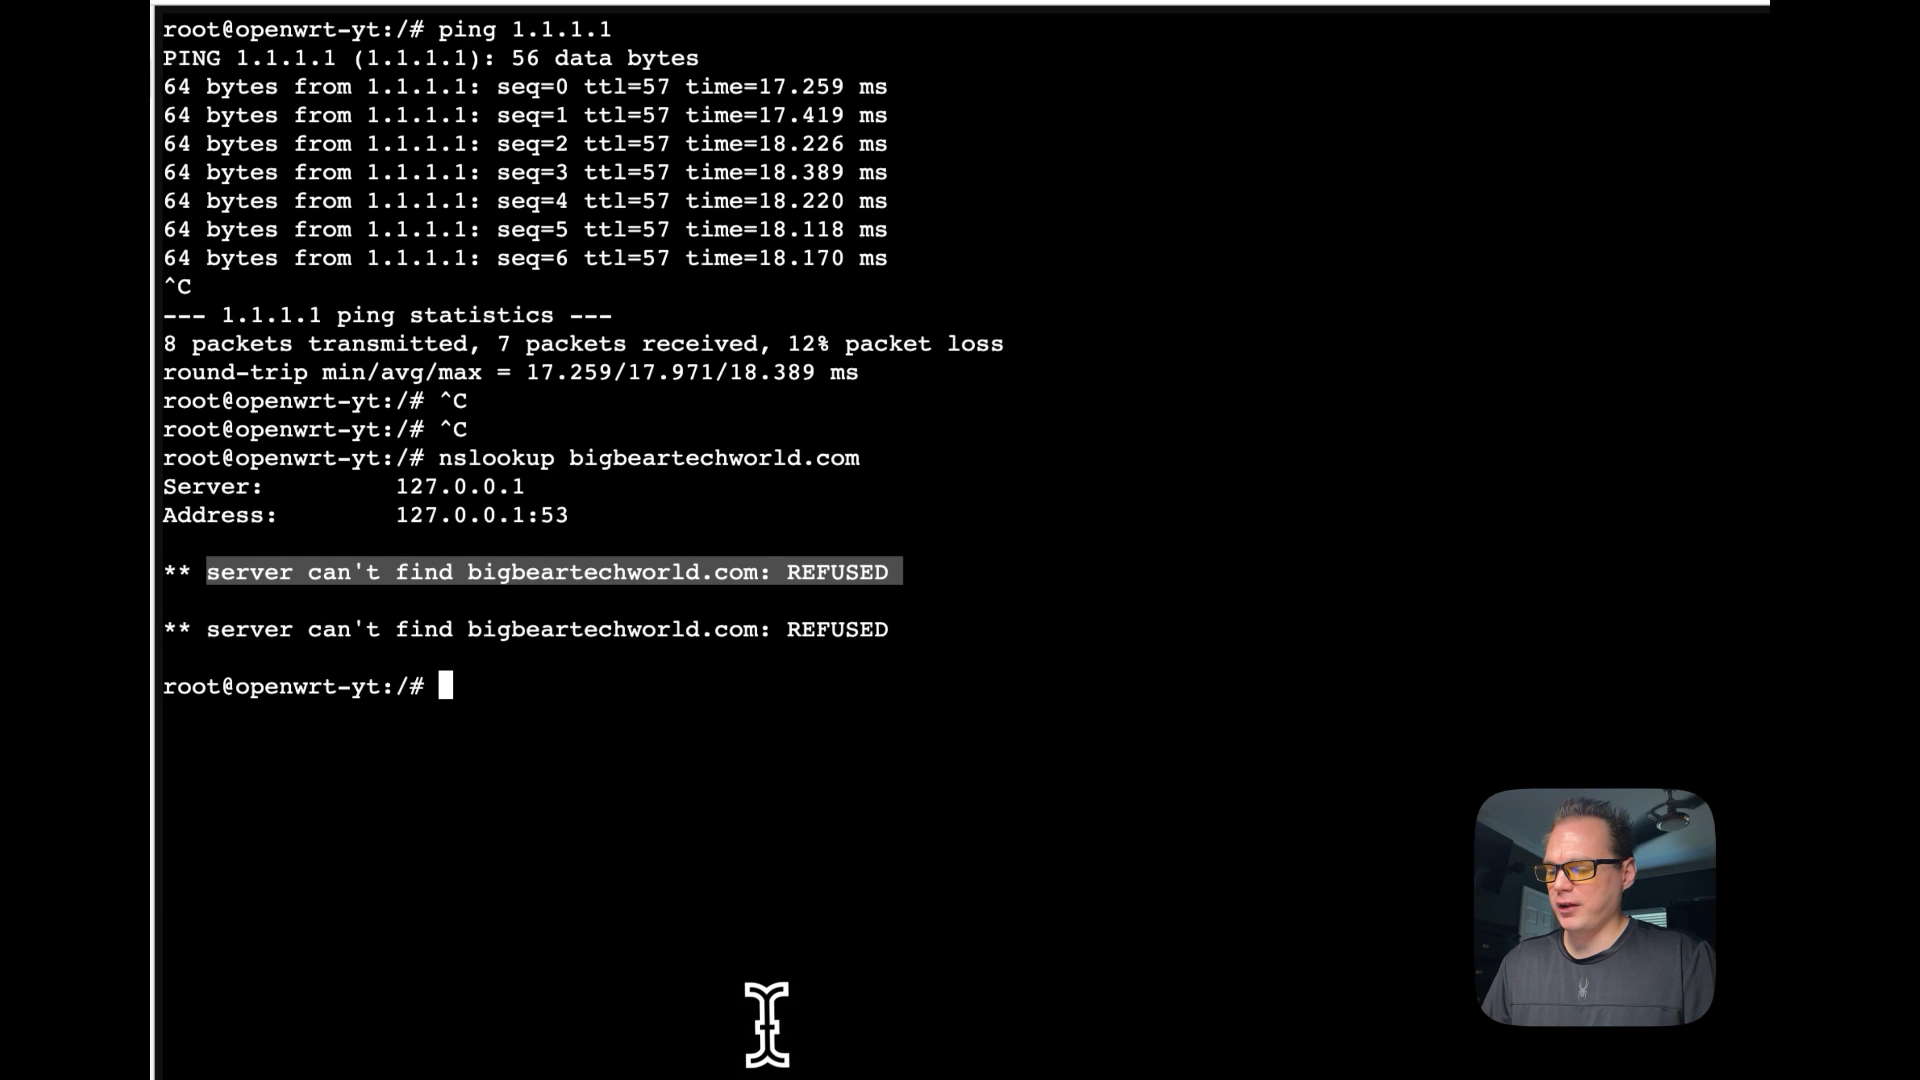 root@openwrt-yt:/# ping 1.1.1.1
PING 1.1.1.1 (1.1.1.1): 56 data bytes
64 bytes from 1.1.1.1: seq=0 ttl=57 time=17.259 ms
64 bytes from 1.1.1.1: seq=1 ttl=57 time=17.419 ms
64 bytes from 1.1.1.1: seq=2 ttl=57 time=18.226 ms
64 bytes from 1.1.1.1: seq=3 ttl=57 time=18.389 ms
64 bytes from 1.1.1.1: seq=4 ttl=57 time=18.220 ms
64 bytes from 1.1.1.1: seq=5 ttl=57 time=18.118 ms
64 bytes from 1.1.1.1: seq=6 ttl=57 time=18.170 ms
^C
--- 1.1.1.1 ping statistics ---
8 packets transmitted, 7 packets received, 12% packet loss
round-trip min/avg/max = 17.259/17.971/18.389 ms
root@openwrt-yt:/# ^C
root@openwrt-yt:/# ^C
root@openwrt-yt:/# nslookup bigbeartechworld.com
Server: 127.0.0.1
Address: 127.0.0.1:53
** server can't find bigbeartechworld.com: REFUSED
** server can't find bigbeartechworld.com: REFUSED
root@openwrt-yt:/#